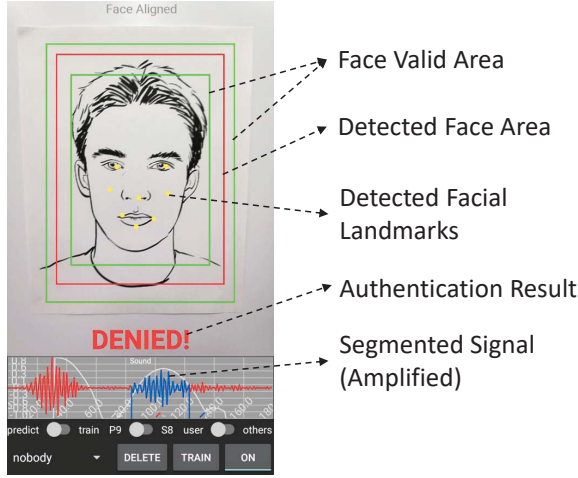 Face Aligned
Face Valid Area
Detected Face Area
Detected Facial
Landmarks
Authentication Result
DENIED!
Segmented Signal
(Amplified)
Sound
predict train P9 S8 user others
nobody DELETE TRAIN ON